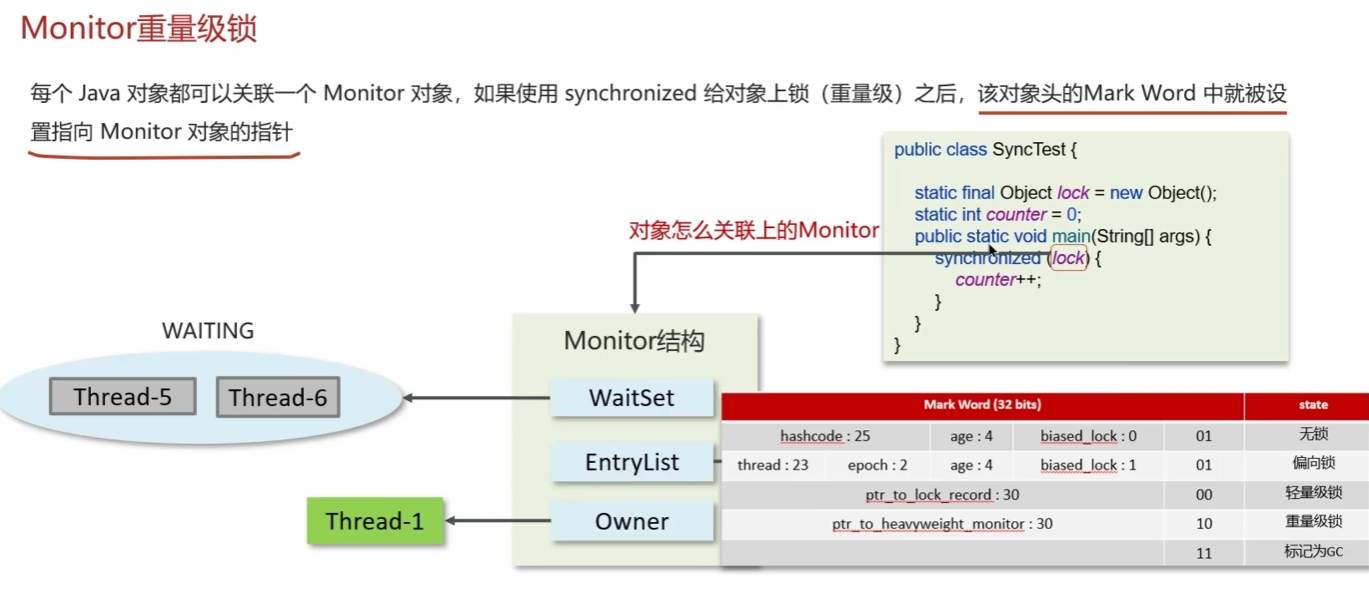 Monitor重量级锁
每个 Java 对象都可以关联一个 Monitor 对象，如果使用 synchronized 给对象上锁（重量级）之后，该对象头的Mark Word 中就被设
置指向 Monitor 对象的指针
public class SyncTest {
static final Object lock = new Object();
static int counter = 0;
public static void main(String[] args) {
synchronized (lock) {
counter++;
}
}
}
对象怎么关联上的Monitor
WAITING
Thread-5 Thread-6
Thread-1
Monitor结构
WaitSet
EntryList
Owner
Mark Word (32 bits) state
hashcode : 25 age : 4 biased_lock : 0 01 无锁
thread : 23 epoch : 2 age : 4 biased_lock : 1 01 偏向锁
ptr_to_lock_record : 30 00 轻量级锁
ptr_to_heavyweight_monitor : 30 10 重量级锁
11 标记为GC